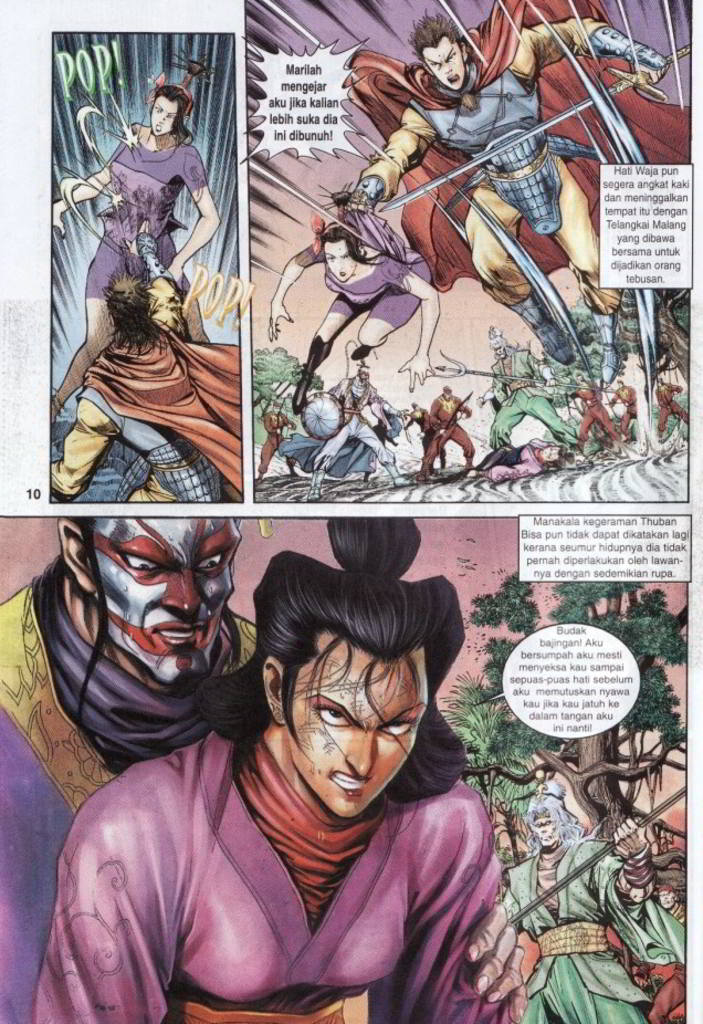 POP!
POP!
Marilah
mengejar
aku jika kalian
lebih suka dia
ini dibunuh!
Hati Waja pun
segera angkat kaki
dan meninggalkan
tempat itu dengan
Telangkai Malang
yang dibawa
bersama untuk
dijadikan orang
tebusan.
10
Manakala kegeraman Thuban
Bisa pun tidak dapat dikatakan lagi
kerana seumur hidupnya dia tidak
pernah diperlakukan oleh lawan-
nya dengan sedemikian rupa.
Budak
bajingan! Aku
bersumpah aku mesti
menyeksa kau sampai
sepuas-puas hati sebelum
aku memutuskan nyawa
kau jika kau jatuh ke
dalam tangan aku
ini nanti!